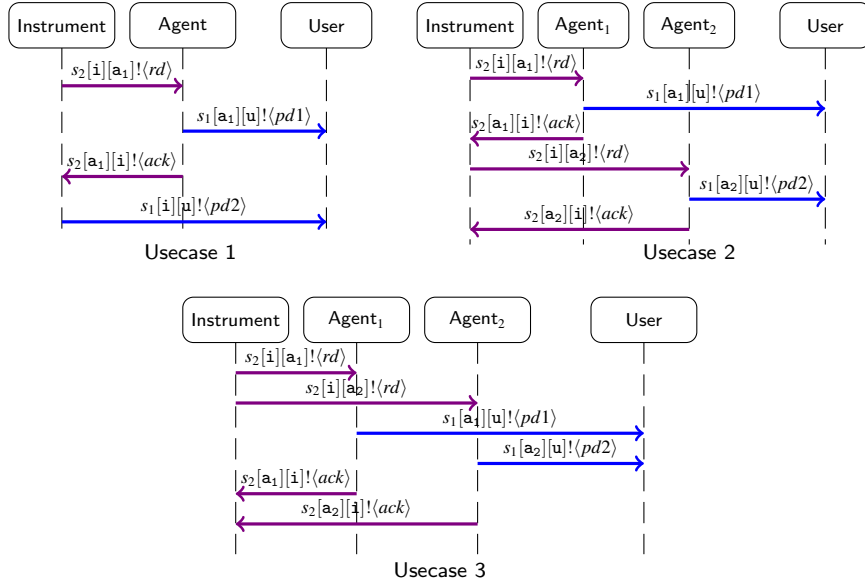 Instrument Agent User
s₂[i][a₁]!⟨rd⟩
s₁[a₁][u]!⟨pd1⟩
s₂[a₁][i]!⟨ack⟩
s₁[i][u]!⟨pd2⟩
Usecase 1
Instrument Agent₁ Agent₂ User
s₂[i][a₁]!⟨rd⟩
s₁[a₁][u]!⟨pd1⟩
s₂[a₁][i]!⟨ack⟩
s₂[i][a₂]!⟨rd⟩
s₁[a₂][u]!⟨pd2⟩
s₂[a₂][i]!⟨ack⟩
Usecase 2
Instrument Agent₁ Agent₂ User
s₂[i][a₁]!⟨rd⟩
s₂[i][a₂]!⟨rd⟩
s₁[a₁][u]!⟨pd1⟩
s₁[a₂][u]!⟨pd2⟩
s₂[a₁][i]!⟨ack⟩
s₂[a₂][i]!⟨ack⟩
Usecase 3